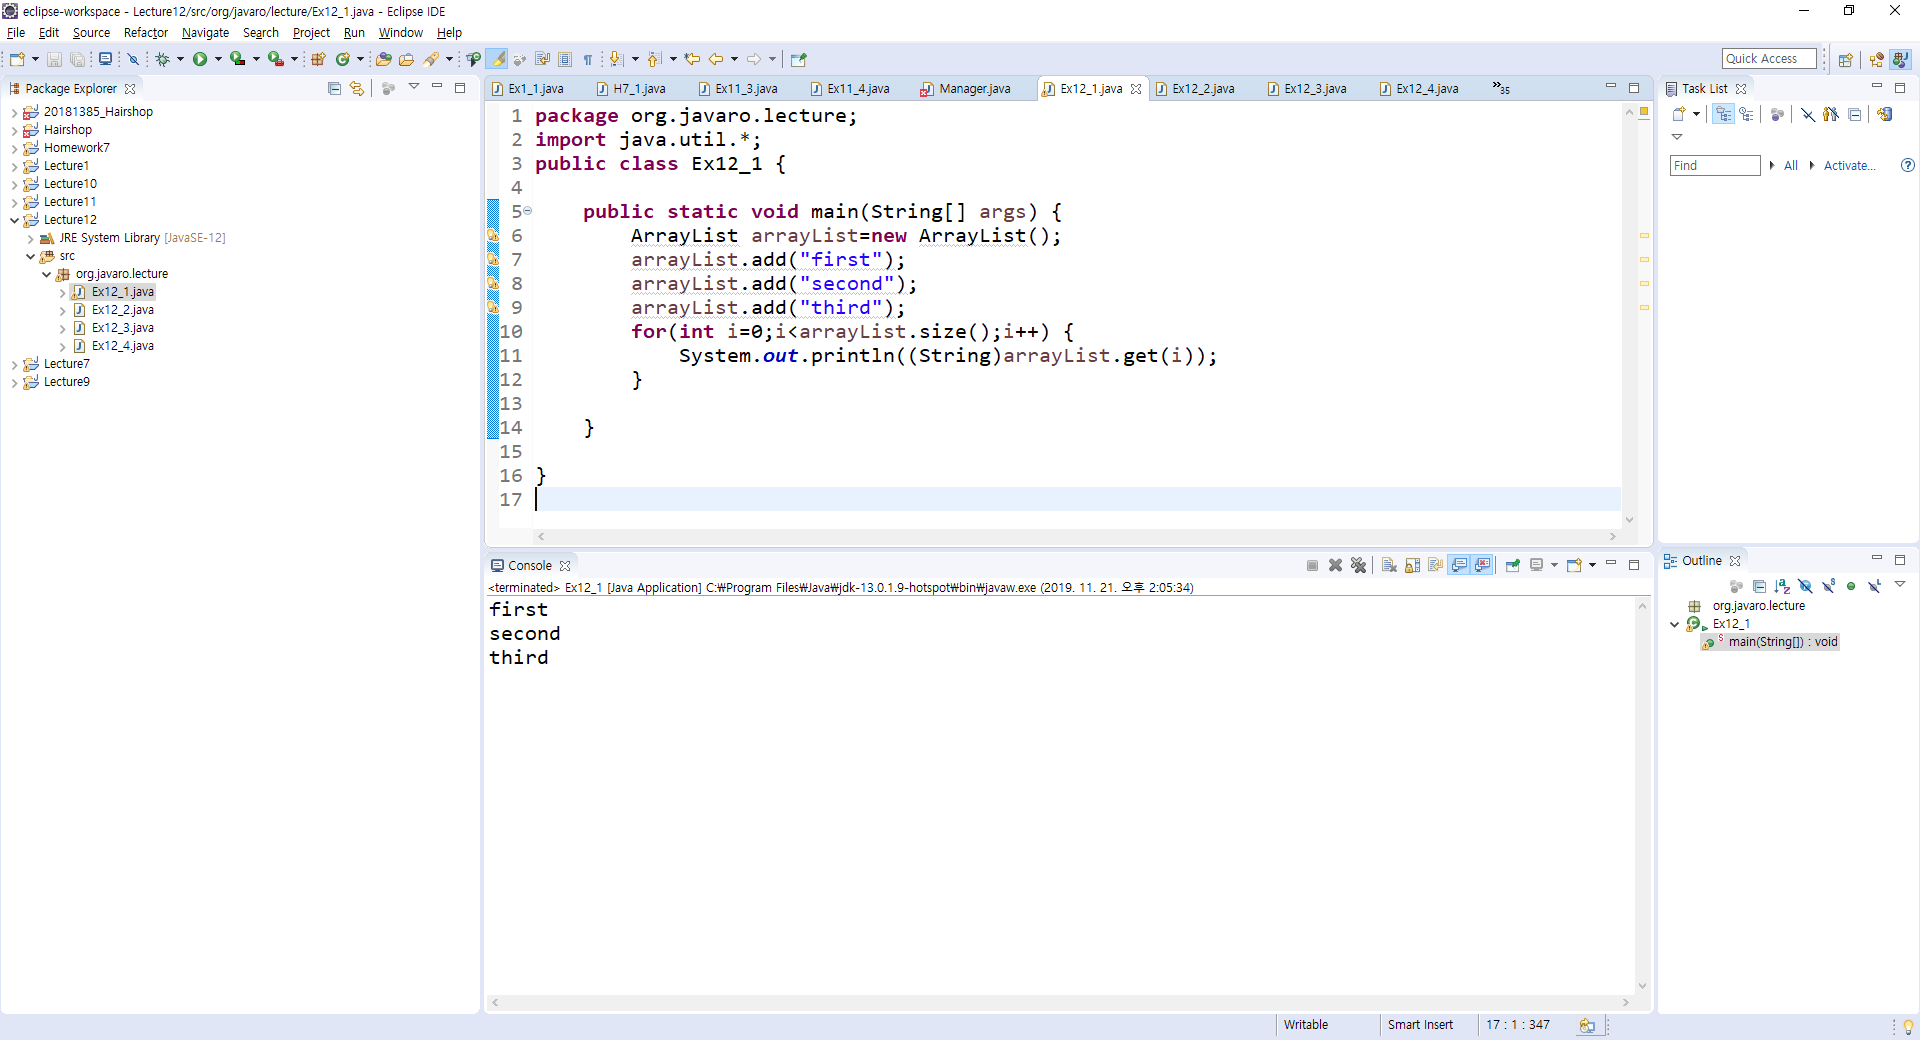 eclipse-workspace - Lecture12/src/org/javaro/lecture/Ex12_1.java - Eclipse IDE
File Edit Source Refactor Navigate Search Project Run Window Help
Quick Access
Package Explorer
20181385_Hairshop
Hairshop
Homework7
Lecture1
Lecture10
Lecture11
Lecture12
JRE System Library [JavaSE-12]
src
org.javaro.lecture
Ex12_1.java
Ex12_2.java
Ex12_3.java
Ex12_4.java
Lecture7
Lecture9
Ex1_1.java H7_1.java Ex11_3.java Ex11_4.java Manager.java Ex12_1.java Ex12_2.java Ex12_3.java Ex12_4.java »35
1 package org.javaro.lecture;
2 import java.util.*;
3 public class Ex12_1 {
4
5 public static void main(String[] args) {
6 ArrayList arrayList=new ArrayList();
7 arrayList.add("first");
8 arrayList.add("second");
9 arrayList.add("third");
10 for(int i=0;i<arrayList.size();i++) {
11 System.out.println((String)arrayList.get(i));
12 }
13
14 }
15
16 }
17
Console
<terminated> Ex12_1 [Java Application] C:₩Program Files₩Java₩jdk-13.0.1.9-hotspot₩bin₩javaw.exe (2019. 11. 21. 오후 2:05:34)
first
second
third
Task List
Find All Activate...
Outline
org.javaro.lecture
Ex12_1
main(String[]) : void
Writable Smart Insert 17 : 1 : 347